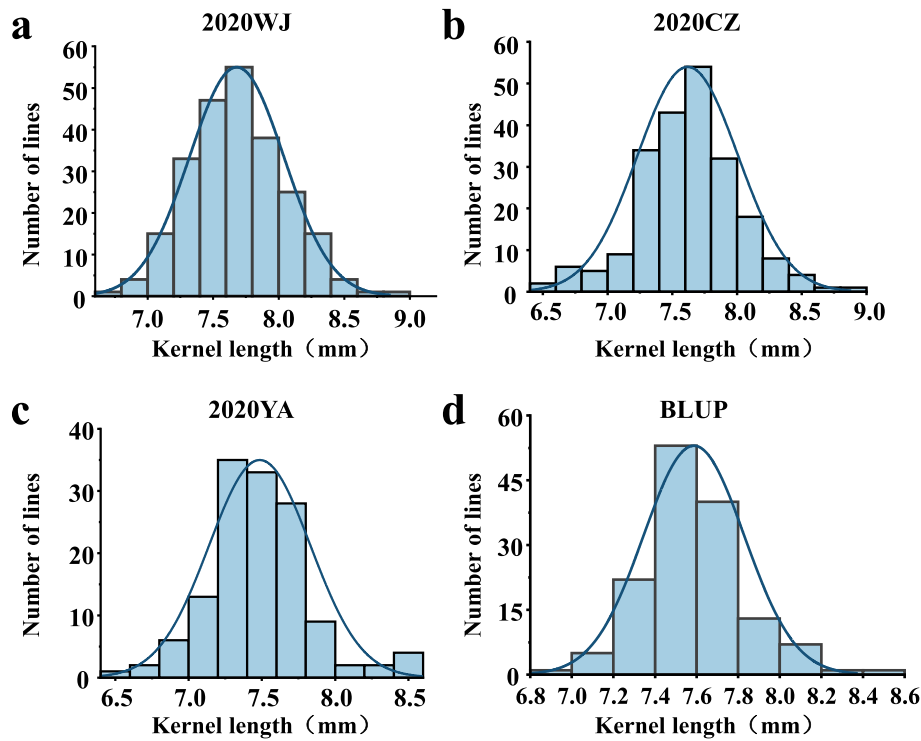 a
2020WJ
Number of lines
60
50
40
30
20
10
0
7.0 7.5 8.0 8.5 9.0
Kernel length（mm）
b
2020CZ
Number of lines
60
50
40
30
20
10
0
6.5 7.0 7.5 8.0 8.5 9.0
Kernel length（mm）
c
2020YA
Number of lines
40
30
20
10
0
6.5 7.0 7.5 8.0 8.5
Kernel length（mm）
d
BLUP
Number of lines
60
45
30
15
0
6.8 7.0 7.2 7.4 7.6 7.8 8.0 8.2 8.4 8.6
Kernel length（mm）